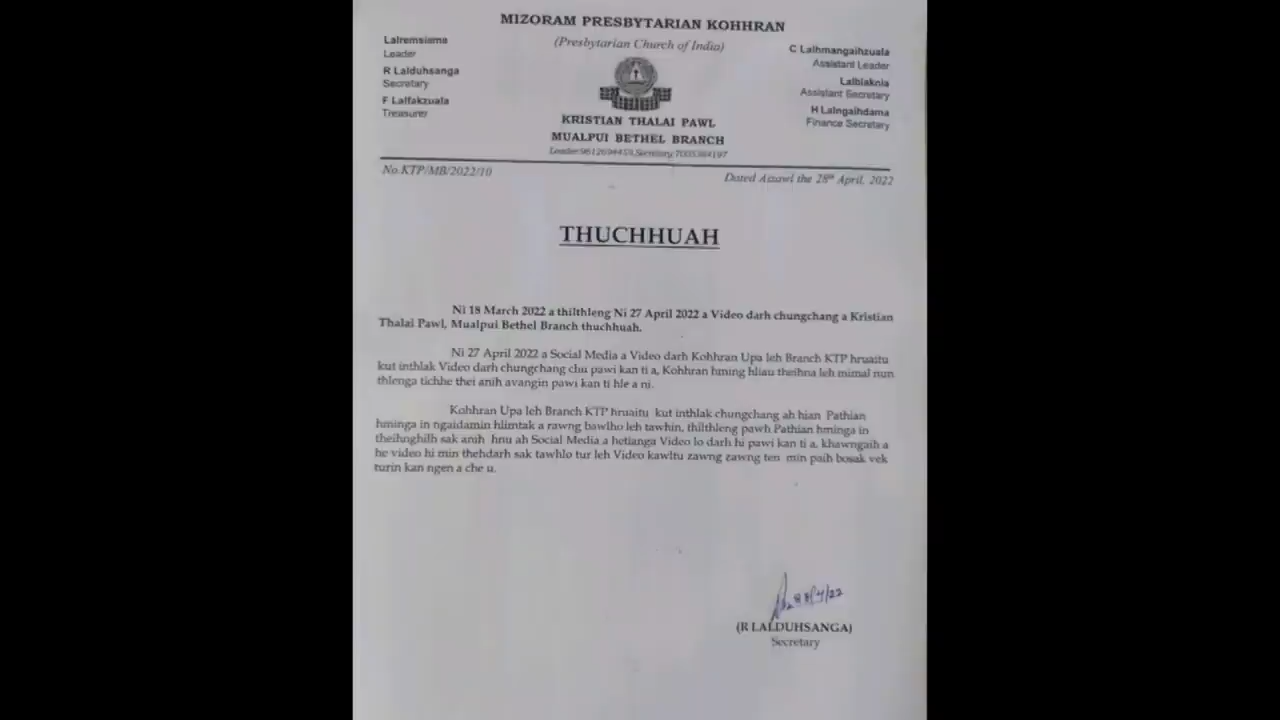 MIZORAM PRESBYTARIAN KOHHRAN
(Presbytarian Church of India)
Lalremsiama
Leader
R Lalduhsanga
Secretary
F Lalfakzuala
Treasurer
C Lalhmangaihzuala
Assistant Leader
Lalbiaknia
Assistant Secretary
H Lalngaihdama
Finance Secretary
KRISTIAN THALAI PAWL
MUALPUI BETHEL BRANCH
No.KTP/MB/2022/10
Dated Aizawl the 28th April, 2022
THUCHHUAH
Ni 18 March 2022 a thilthleng Ni 27 April 2022 a Video darh chungchang a Kristian
Thalai Pawl, Mualpui Bethel Branch thuchhuah.
Ni 27 April 2022 a Social Media a Video darh Kohhran Upa leh Branch KTP hruaitu
kut inthlak Video darh chungchang chu pawi kan ti a, Kohhran hming hliau theihna leh mimal nun
thlenga tichhe thei anih avangin pawi kan ti hle a ni.
Kohhran Upa leh Branch KTP hruaitu kut inthlak chungchang ah hian Pathian
hminga in ngaidamin hlimtak a rawng bawlho leh tawhin, thilthleng pawh Pathian hminga in
theihnghilh sak anih hnu ah Social Media a hetianga Video lo darh hi pawi kan ti a, khawngaih a
he video hi min thehdarh sak tawhlo tur leh Video kawltu zawng zawng ten min paih bosak vek
turin kan ngen a che u.
28/4/22
(R LALDUHSANGA)
Secretary